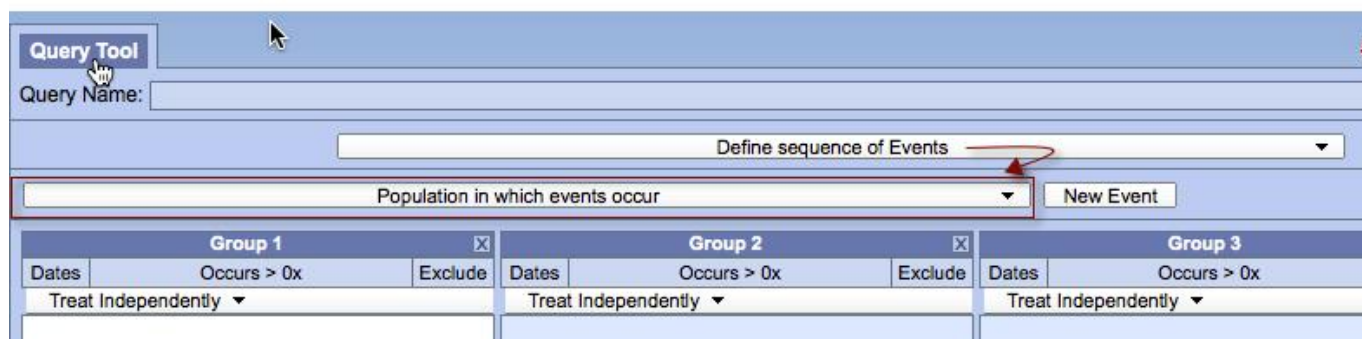 Query Tool
Query Name:
Define sequence of Events
Population in which events occur New Event
Group 1 X Group 2 X Group 3
Dates Occurs > 0x Exclude Dates Occurs > 0x Exclude Dates Occurs > 0x
Treat Independently Treat Independently Treat Independently